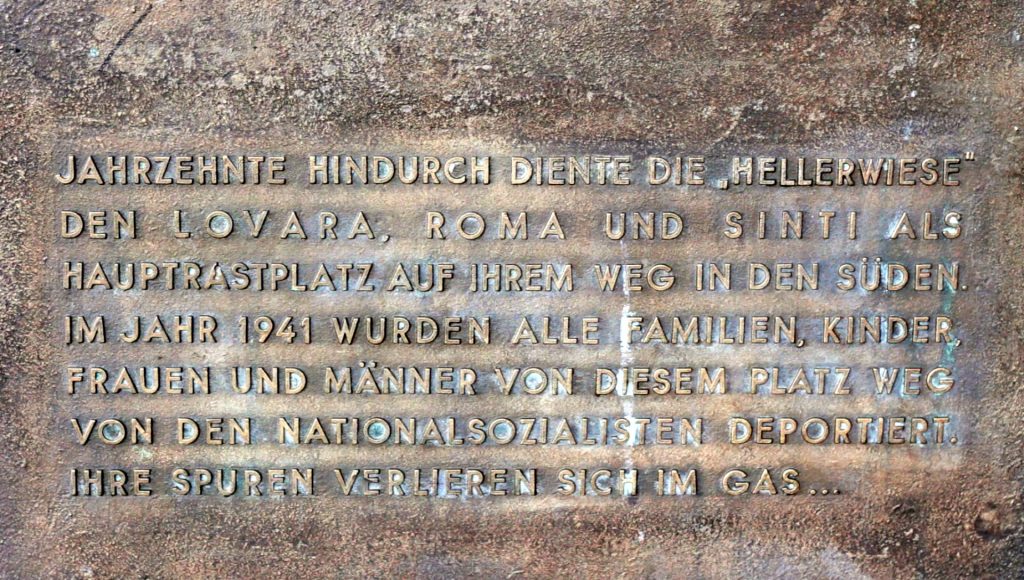 JAHRZEHNTE HINDURCH DIENTE DIE „HELLERWIESE“
DEN LOVARA, ROMA UND SINTI ALS
HAUPTRASTPLATZ AUF IHREM WEG IN DEN SÜDEN.
IM JAHR 1941 WURDEN ALLE FAMILIEN, KINDER,
FRAUEN UND MÄNNER VON DIESEM PLATZ WEG
VON DEN NATIONALSOZIALISTEN DEPORTIERT.
IHRE SPUREN VERLIEREN SICH IM GAS...